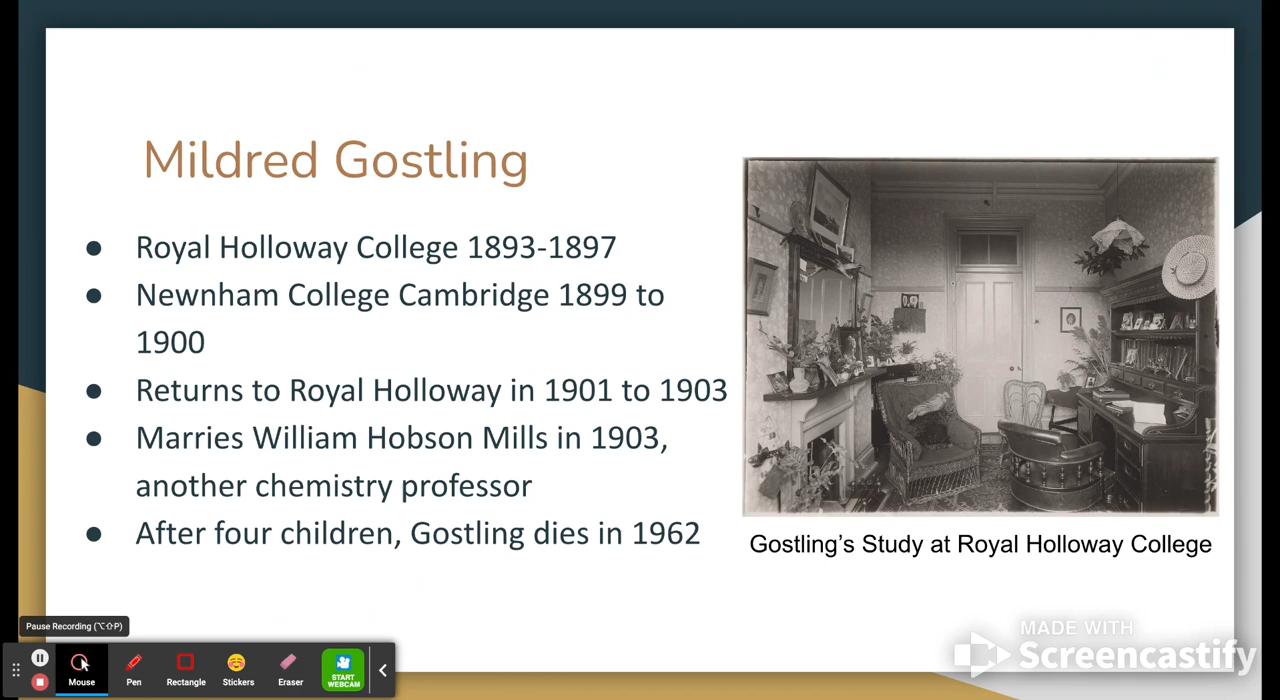 Mildred Gostling
● Royal Holloway College 1893-1897
● Newnham College Cambridge 1899 to
1900
● Returns to Royal Holloway in 1901 to 1903
● Marries William Hobson Mills in 1903,
another chemistry professor
● After four children, Gostling dies in 1962
Gostling's Study at Royal Holloway College
Pause Recording (⌥⇧P)
Mouse
Pen
Rectangle
Stickers
Eraser
START
WEBCAM
MADE WITH
Screencastify